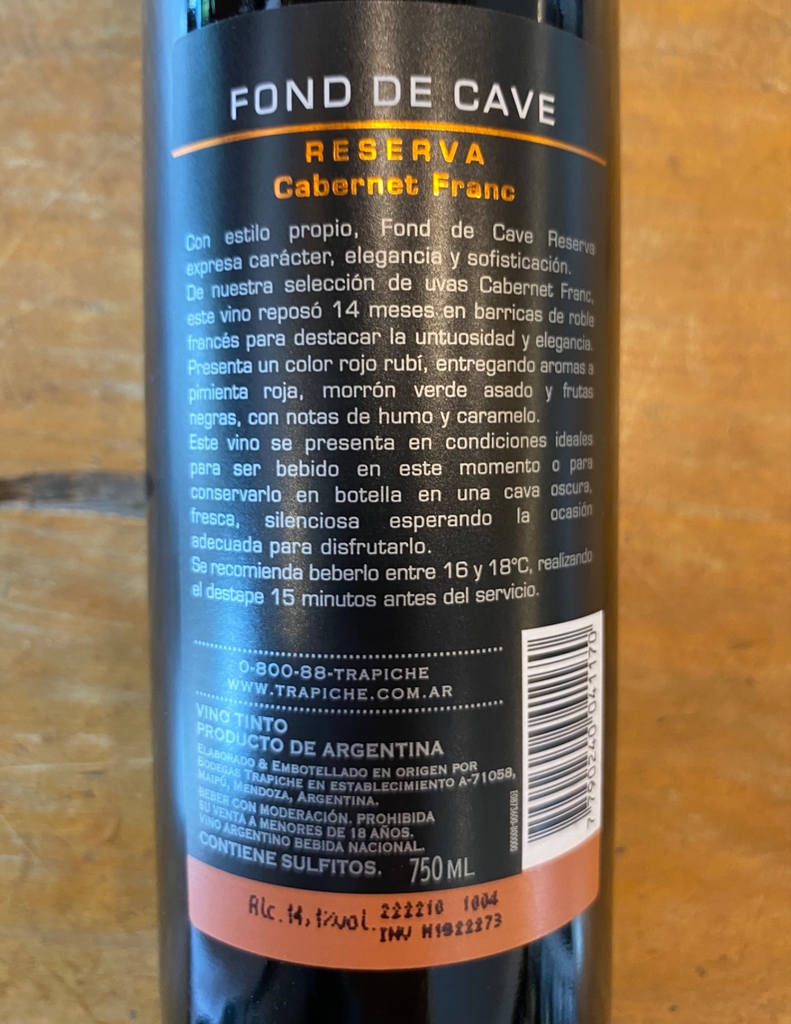 FOND DE CAVE
RESERVA
Cabernet Franc
Con estilo propio, Fond de Cave Reserva
expresa carácter, elegancia y sofisticación.
De nuestra selección de uvas Cabernet Franc,
este vino reposó 14 meses en barricas de roble
francés para destacar la untuosidad y elegancia.
Presenta un color rojo rubí, entregando aromas a
pimienta roja, morrón verde asado y frutas
negras, con notas de humo y caramelo.
Este vino se presenta en condiciones ideales
para ser bebido en este momento o para
conservarlo en botella en una cava oscura,
fresca, silenciosa esperando la ocasión
adecuada para disfrutarlo.
Se recomienda beberlo entre 16 y 18°C, realizando
el destape 15 minutos antes del servicio.
0-800-88-TRAPICHE
WWW.TRAPICHE.COM.AR
VINO TINTO
PRODUCTO DE ARGENTINA
ELABORADO & EMBOTELLADO EN ORIGEN POR
BODEGAS TRAPICHE EN ESTABLECIMIENTO A-71058,
MAIPÚ, MENDOZA, ARGENTINA.
BEBER CON MODERACIÓN. PROHIBIDA
SU VENTA A MENORES DE 18 AÑOS.
VINO ARGENTINO BEBIDA NACIONAL.
CONTIENE SULFITOS. 750 ML
7 790240 041170
Alc. 14,1%vol. 222210 1004
INV M1922273